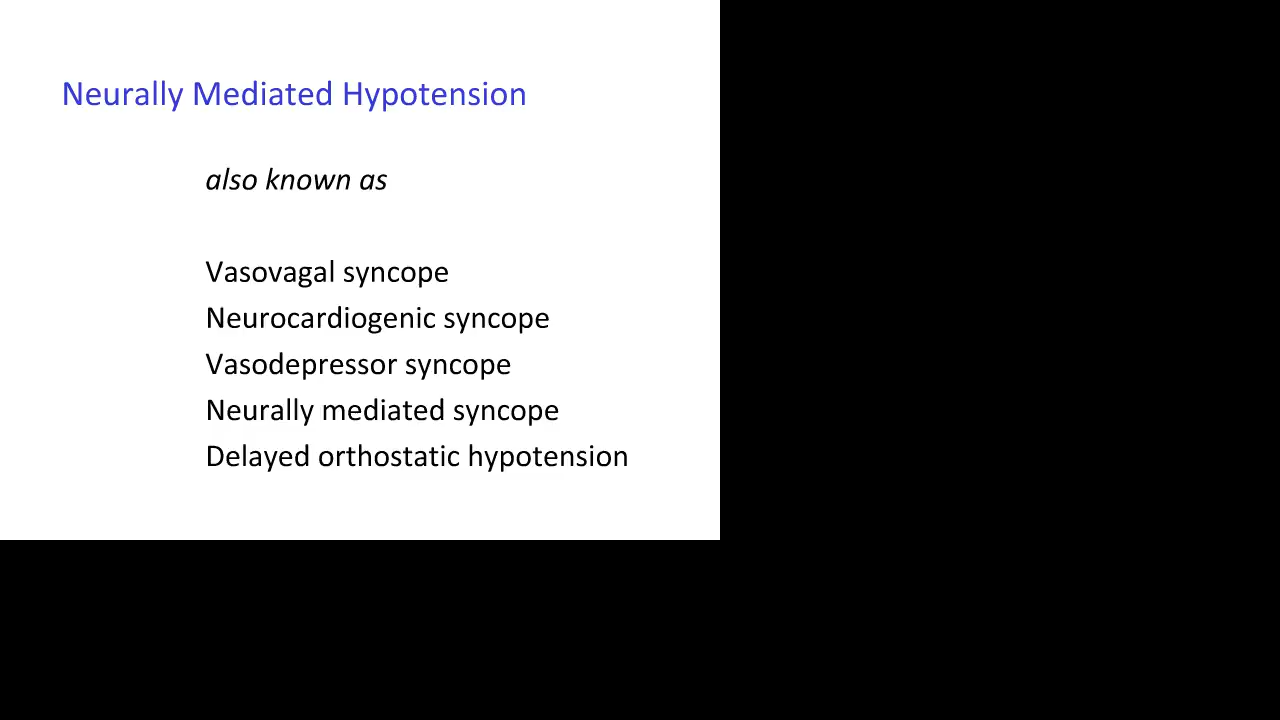 Neurally Mediated Hypotension
also known as
Vasovagal syncope
Neurocardiogenic syncope
Vasodepressor syncope
Neurally mediated syncope
Delayed orthostatic hypotension